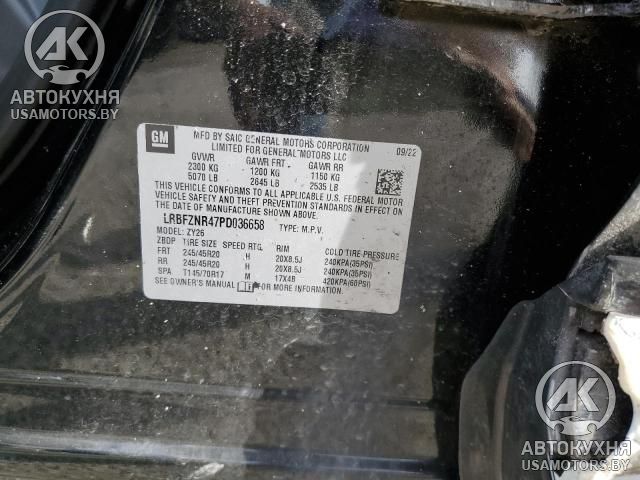 AK
АВТОКУХНЯ
USAMOTORS.BY
GM
MFD BY SAIC GENERAL MOTORS CORPORATION
LIMITED FOR GENERAL MOTORS LLC
09/22
GVWR GAWR FRT GAWR RR
2300 KG 1200 KG 1150 KG
5070 LB 2645 LB 2535 LB
THIS VEHICLE CONFORMS TO ALL APPLICABLE U.S. FEDERAL MOTOR
VEHICLE SAFETY AND THEFT PREVENTION STANDARDS IN EFFECT ON
THE DATE OF MANUFACTURE SHOWN ABOVE.
LRBFZNR47PD036658 TYPE: M.P.V.
MODEL: ZY26
ZBDP TIRE SIZE SPEED RTG RIM COLD TIRE PRESSURE
FRT 245/45R20 H 20X8.5J 240KPA(35PSI)
RR 245/45R20 H 20X8.5J 240KPA(35PSI)
SPA T145/70R17 M 17X4B 420KPA(60PSI)
SEE OWNER'S MANUAL FOR MORE INFORMATION.
AK
АВТОКУХНЯ
USAMOTORS.BY